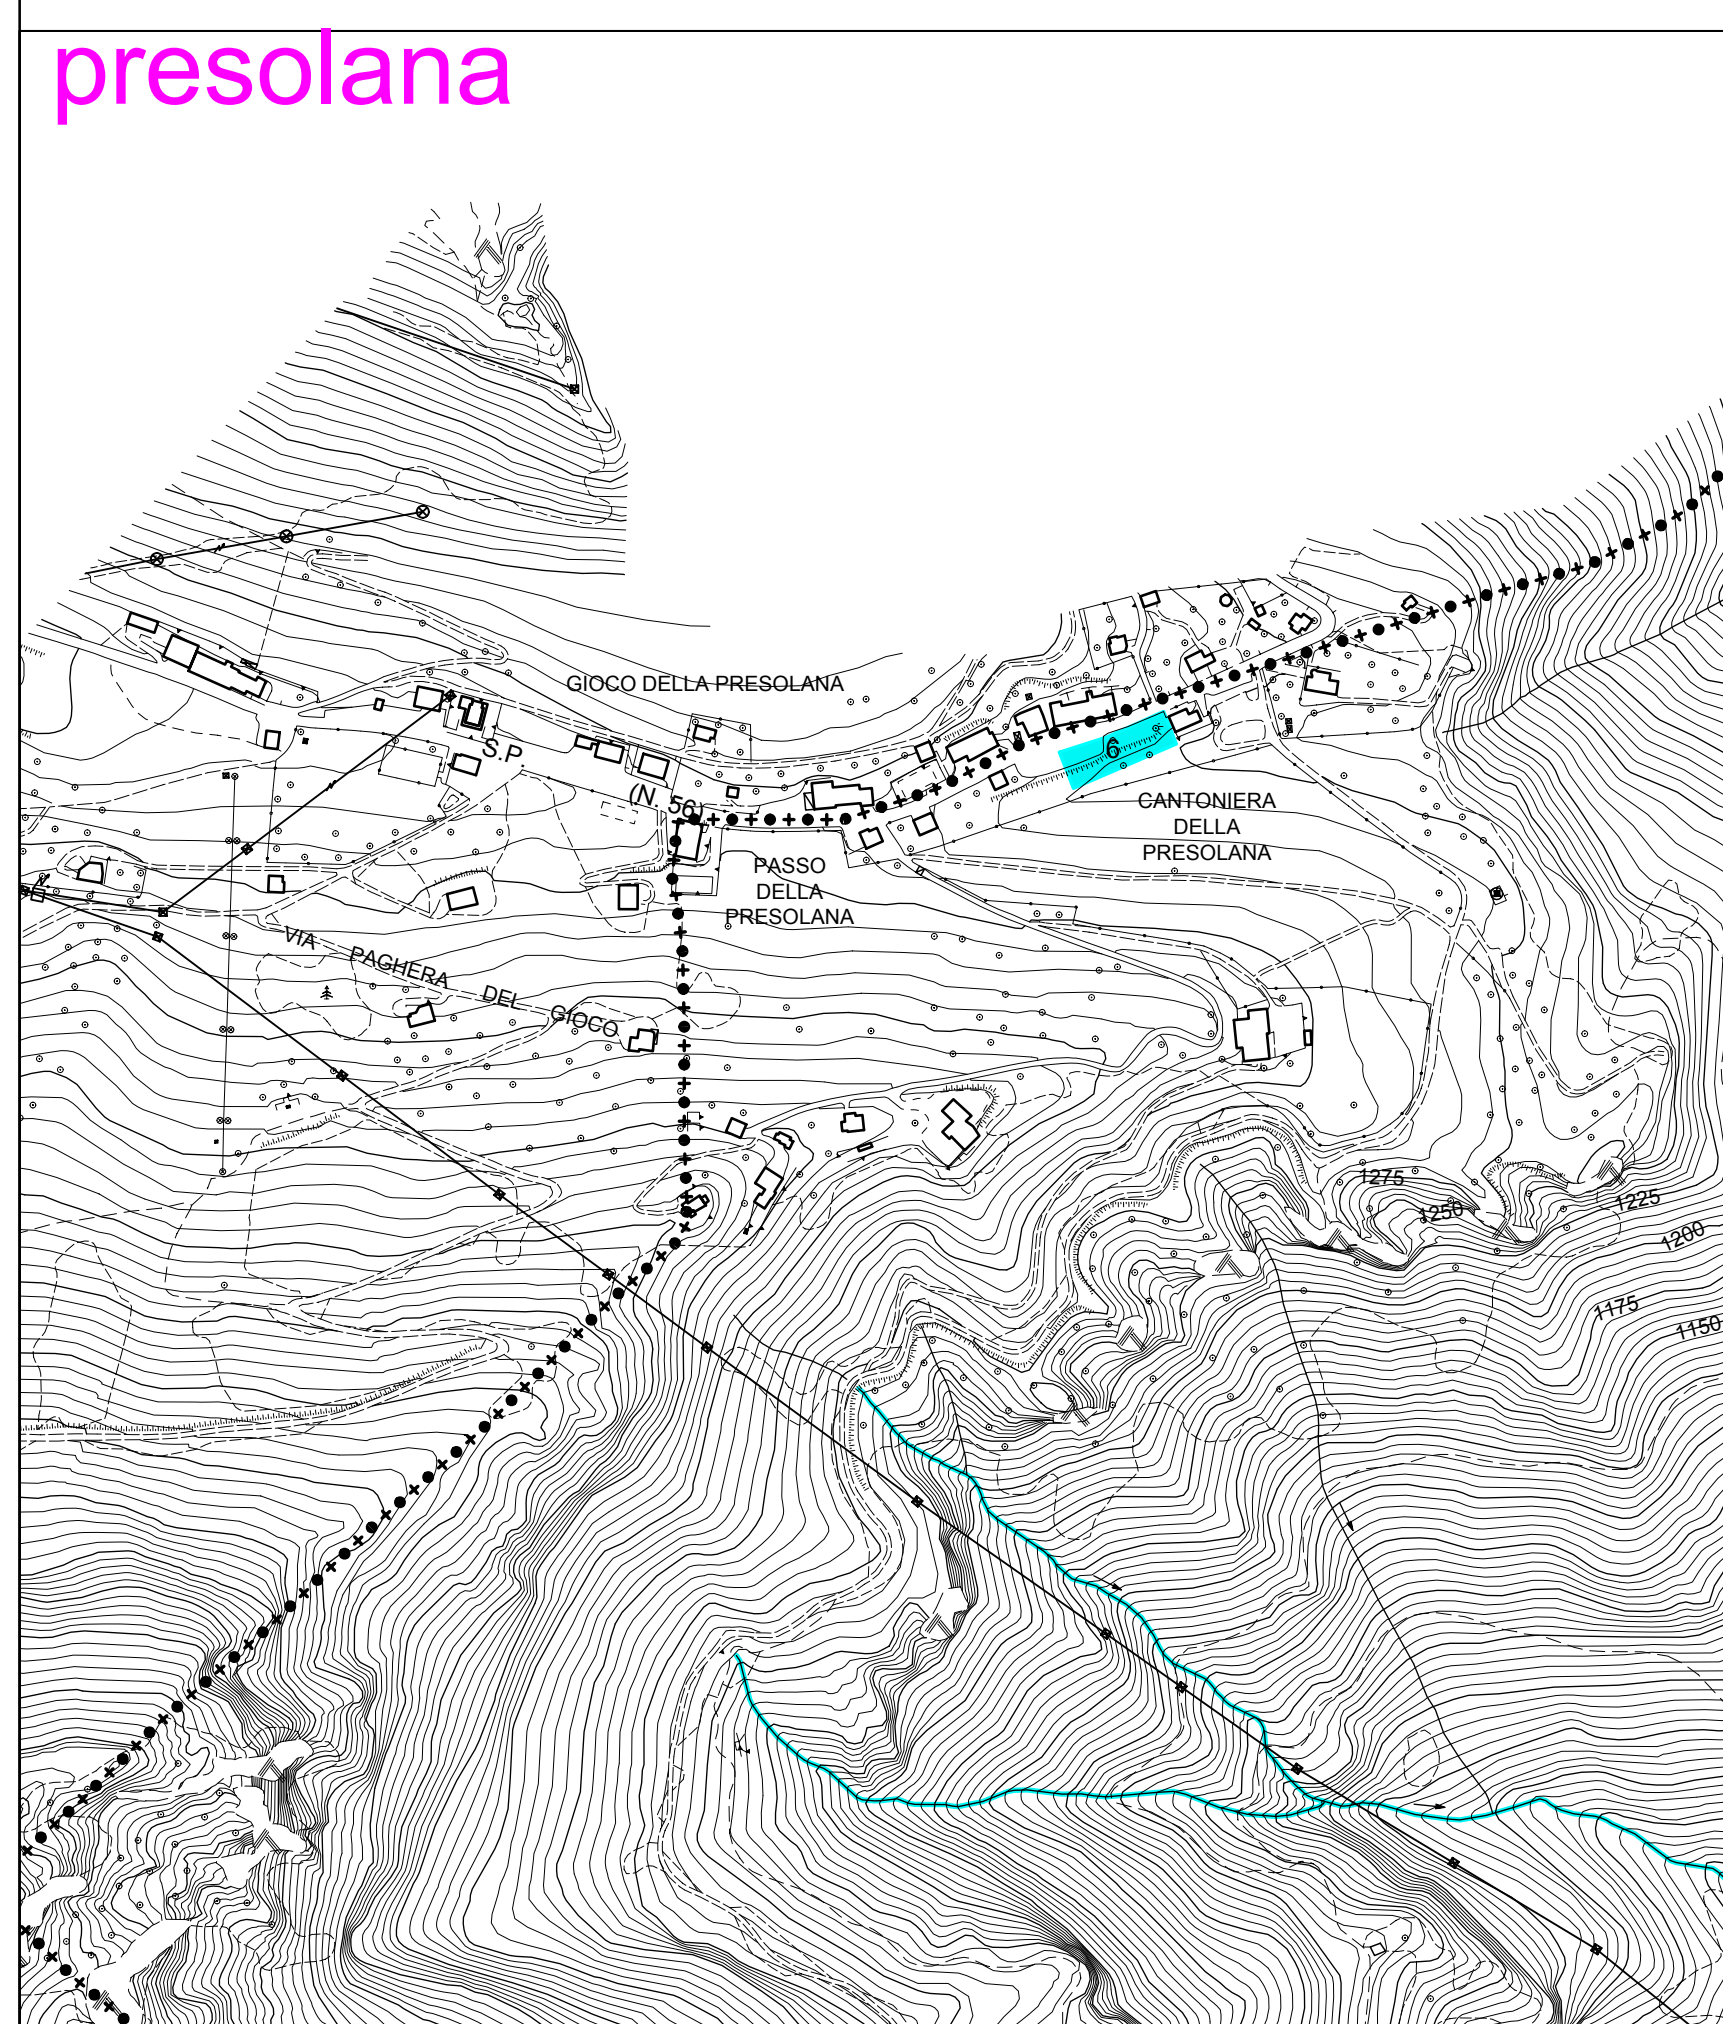 presolana
GIOCO DELLA PRESOLANA
S.P.
(N. 56)
6
CANTONIERA
DELLA
PRESOLANA
PASSO
DELLA
PRESOLANA
VIA PAGHERA DEL GIOCO
1275
1250
1225
1200
1175
1150